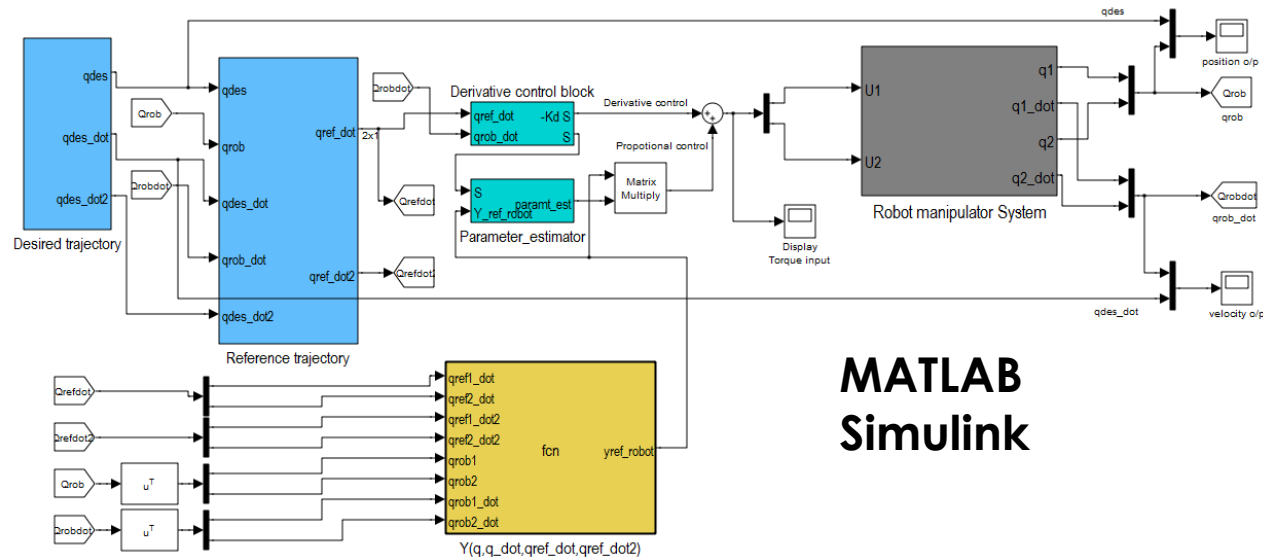 qdes
position o/p
qdes
qdes_dot
qdes_dot2
Desired trajectory
Qrob
Qrobdot
qdes
qrob
qdes_dot
qrob_dot
qdes_dot2
qref_dot
2x1
qref_dot2
Reference trajectory
Qrefdot
Qrefdot2
Qrobdot
Derivative control block
qref_dot
qrob_dot
-Kd S
S
Derivative control
Propotional control
S
Y_ref_robot
paramt_est
Parameter_estimator
Matrix
Multiply
Display
Torque input
U1
U2
q1
q1_dot
q2
q2_dot
Robot manipulator System
Qrob
qrob
Qrobdot
qrob_dot
qdes_dot
velocity o/p
Qrefdot
Qrefdot2
Qrob
uT
Qrobdot
uT
qref1_dot
qref2_dot
qref1_dot2
qref2_dot2
qrob1
qrob2
qrob1_dot
qrob2_dot
fcn
yref_robot
Y(q,q_dot,qref_dot,qref_dot2)
MATLAB
Simulink